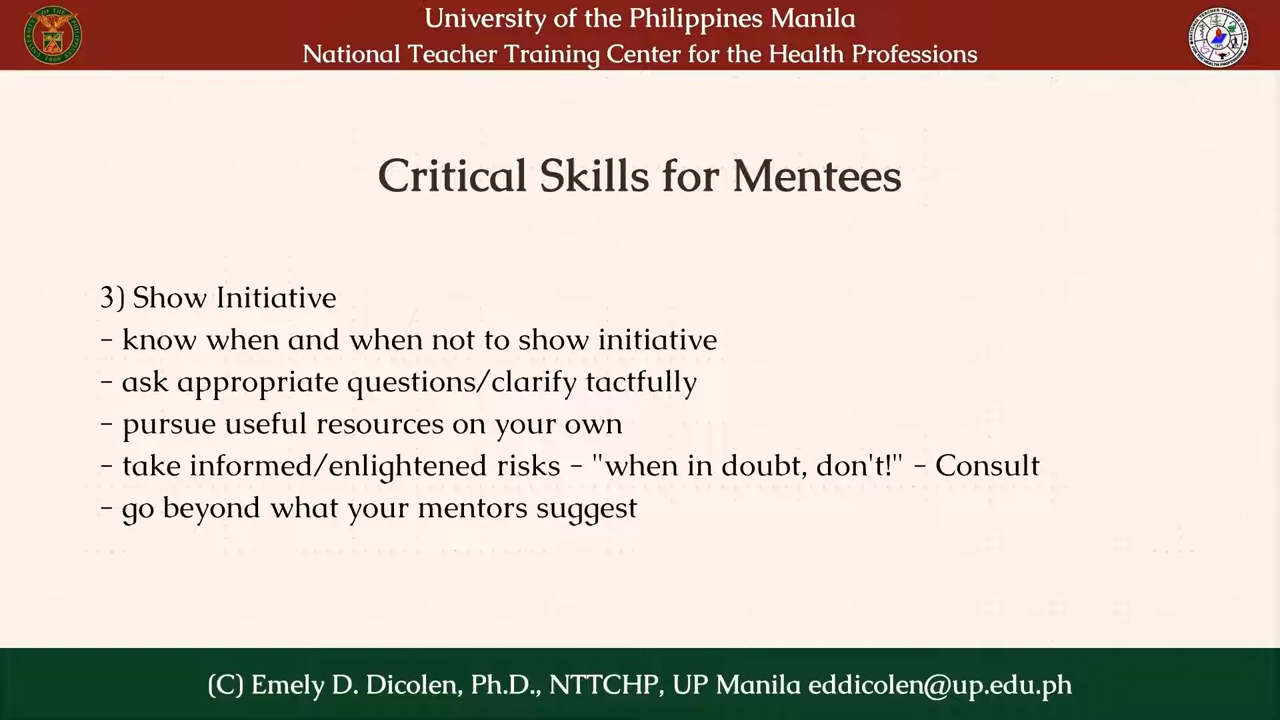 University of the Philippines Manila
National Teacher Training Center for the Health Professions
Critical Skills for Mentees
3) Show Initiative
- know when and when not to show initiative
- ask appropriate questions/clarify tactfully
- pursue useful resources on your own
- take informed/enlightened risks - "when in doubt, don't!" - Consult
- go beyond what your mentors suggest
(C) Emely D. Dicolen, Ph.D., NTTCHP, UP Manila eddicolen@up.edu.ph